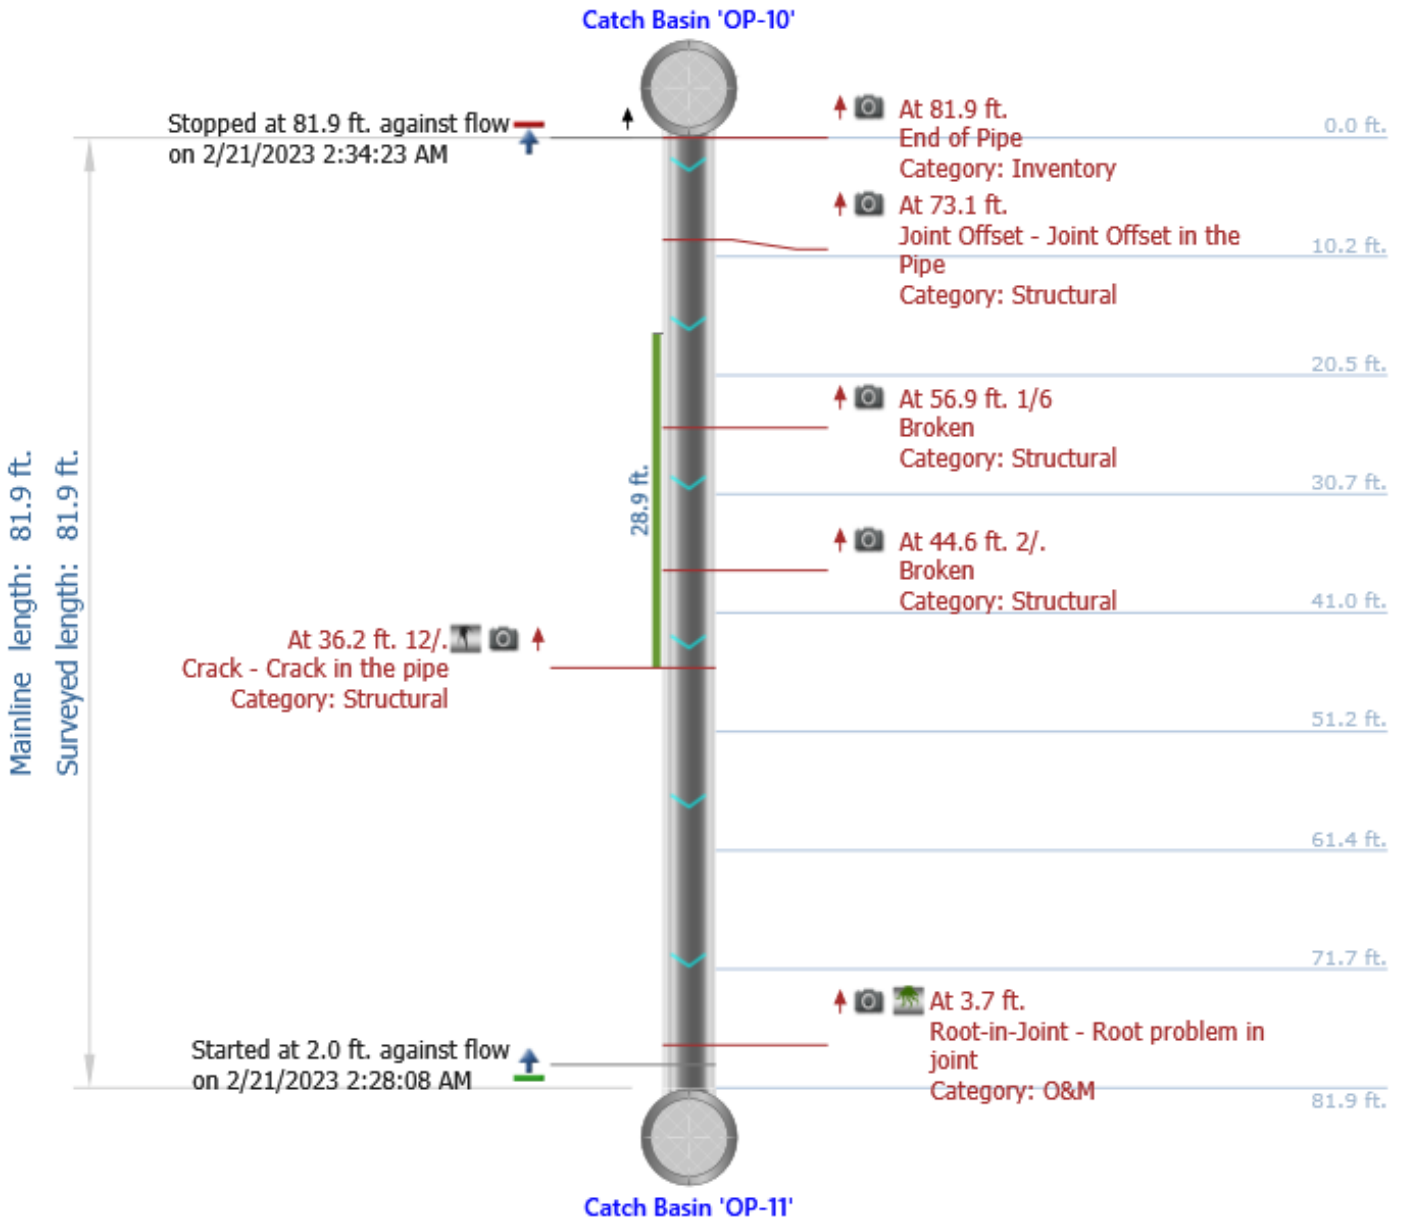 Catch Basin 'OP-10'
Stopped at 81.9 ft. against flow
on 2/21/2023 2:34:23 AM
At 81.9 ft.
End of Pipe
Category: Inventory
0.0 ft.
At 73.1 ft.
Joint Offset - Joint Offset in the
Pipe
Category: Structural
10.2 ft.
20.5 ft.
At 56.9 ft. 1/6
Broken
Category: Structural
30.7 ft.
28.9 ft.
Mainline length: 81.9 ft.
Surveyed length: 81.9 ft.
At 44.6 ft. 2/.
Broken
Category: Structural
41.0 ft.
At 36.2 ft. 12/.
Crack - Crack in the pipe
Category: Structural
51.2 ft.
61.4 ft.
71.7 ft.
At 3.7 ft.
Root-in-Joint - Root problem in
joint
Category: O&M
Started at 2.0 ft. against flow
on 2/21/2023 2:28:08 AM
81.9 ft.
Catch Basin 'OP-11'